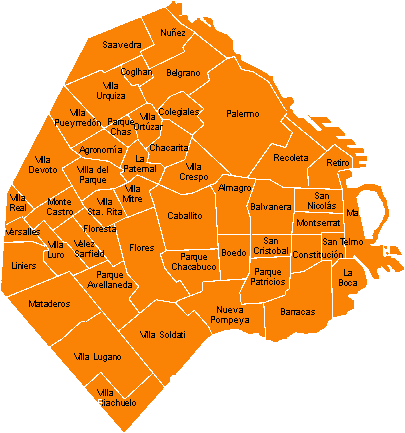 Nuñez
Saavedra
Coglhan
Belgrano
Villa
Urquiza
Villa
Pueyrredón
Parque
Chas
Villa
Ortúzar
Colegiales
Palermo
Agronomía
Chacarita
La
Paternal
Villa
Devoto
Villa del
Parque
Villa
Crespo
Recoleta
Retiro
Villa
Real
Monte
Castro
Villa
Sta. Rita
Villa
Mitre
Almagro
Caballito
Balvanera
San
Nicolás
Ma
Montserrat
Versalles
Floresta
Villa
Luro
Velez
Sarfield
Flores
Boedo
San
Cristobal
San Telmo
Constitución
Liniers
Parque
Avellaneda
Parque
Chacabuco
Parque
Patricios
La
Boca
Mataderos
Nueva
Pompeya
Barracas
Villa Soldati
Villa Lugano
Villa
Riachuelo